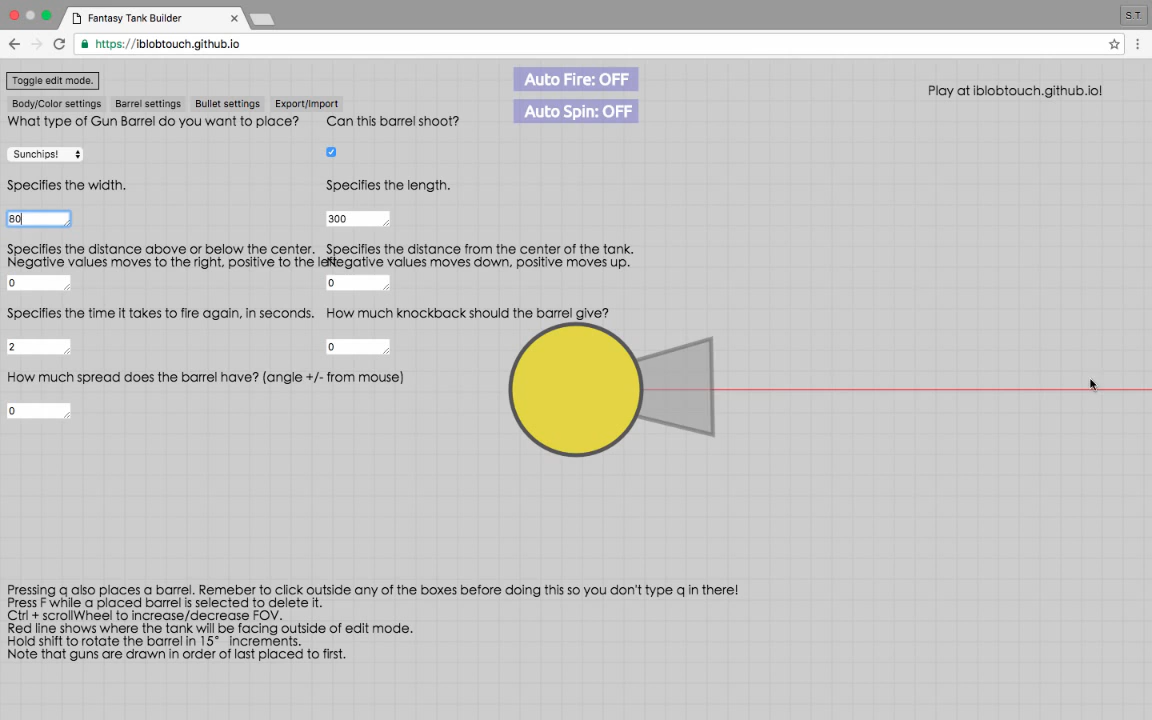 Fantasy Tank Builder
S.T.
https://iblobtouch.github.io
Toggle edit mode.
Auto Fire: OFF
Play at iblobtouch.github.io!
Body/Color settings
Barrel settings
Bullet settings
Export/Import
Auto Spin: OFF
What type of Gun Barrel do you want to place?
Can this barrel shoot?
Sunchips!
Specifies the width.
Specifies the length.
80
300
Specifies the distance above or below the center.
Negative values moves to the right, positive to the left.
Specifies the distance from the center of the tank.
Negative values moves down, positive moves up.
0
0
Specifies the time it takes to fire again, in seconds.
How much knockback should the barrel give?
2
0
How much spread does the barrel have? (angle +/- from mouse)
0
Pressing q also places a barrel. Remeber to click outside any of the boxes before doing this so you don't type q in there!
Press F while a placed barrel is selected to delete it.
Ctrl + scrollWheel to increase/decrease FOV.
Red line shows where the tank will be facing outside of edit mode.
Hold shift to rotate the barrel in 15° increments.
Note that guns are drawn in order of last placed to first.